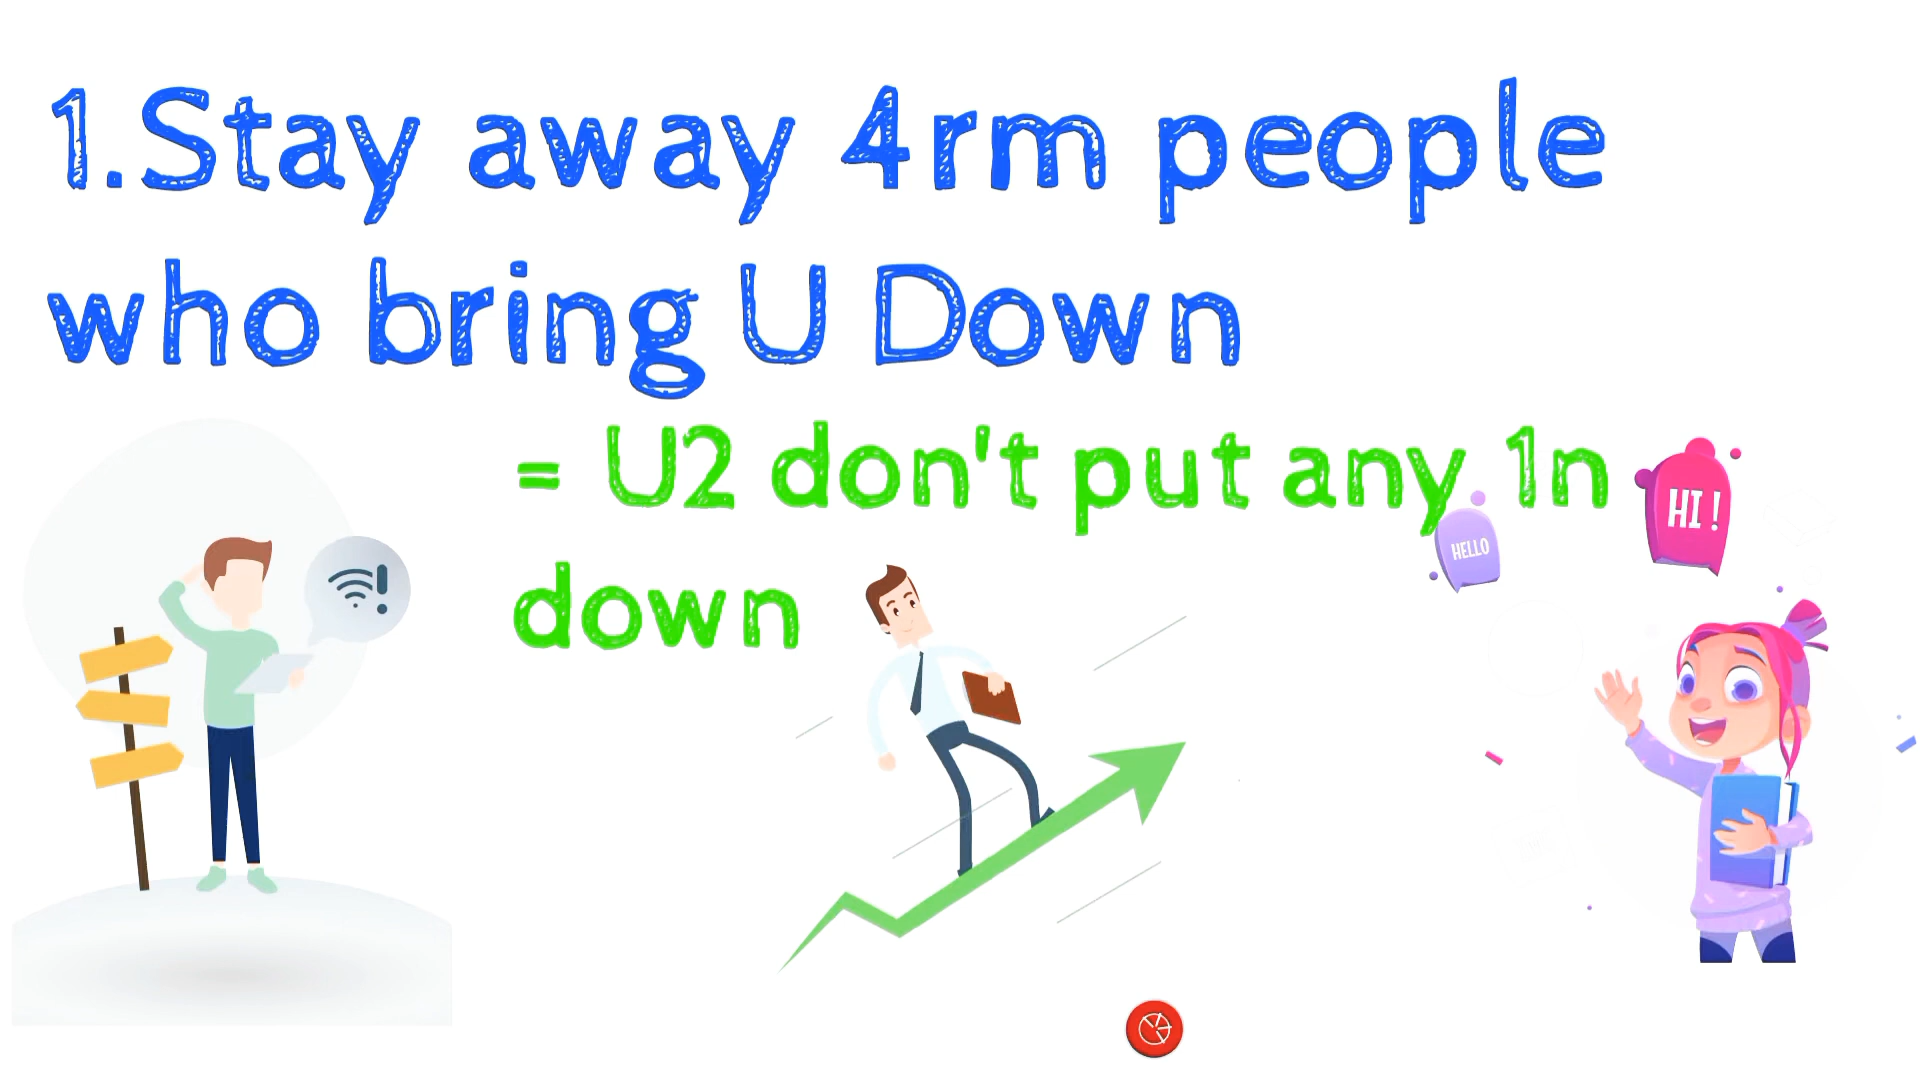 1.Stay away 4rm people
who bring U Down
= U2 don't put any 1n
down
HELLO
HI !